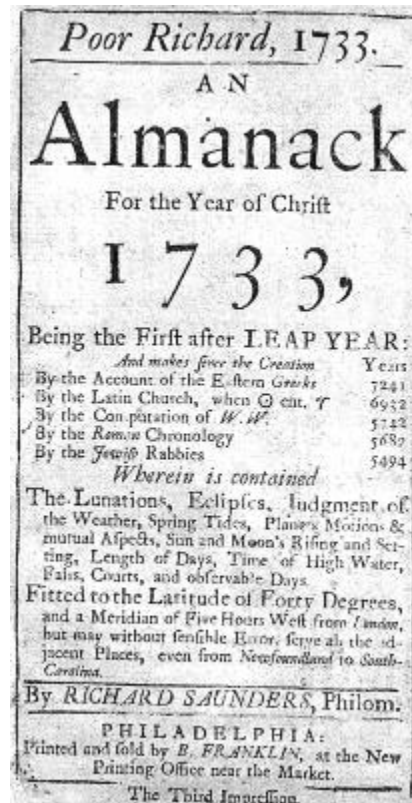 Poor Richard, 1733.
AN
Almanack
For the Year of Chriſt
1733,
Being the Firſt after LEAP YEAR:
And makes ſince the Creation Years
By the Account of the Eaſtern Greeks 7241
By the Latin Church, when ☉ ent. ♈ 6932
By the Computation of W.W. 5742
By the Roman Chronology 5682
By the Jewiſh Rabbies 5494
Wherein is contained
The Lunations, Eclipſes, Judgment of
the Weather, Spring Tides, Planets Motions &
mutual Aſpects, Sun and Moon's Riſing and Set-
ting, Length of Days, Time of High Water,
Fairs, Courts, and obſervable Days.
Fitted to the Latitude of Forty Degrees,
and a Meridian of Five Hours Weſt from London,
but may without ſenſible Error, ſerve all the ad-
jacent Places, even from Newfoundland to South-
Carolina.
By RICHARD SAUNDERS, Philom.
PHILADELPHIA:
Printed and ſold by B. FRANKLIN, at the New
Printing Office near the Market.
The Third Impreſſion.